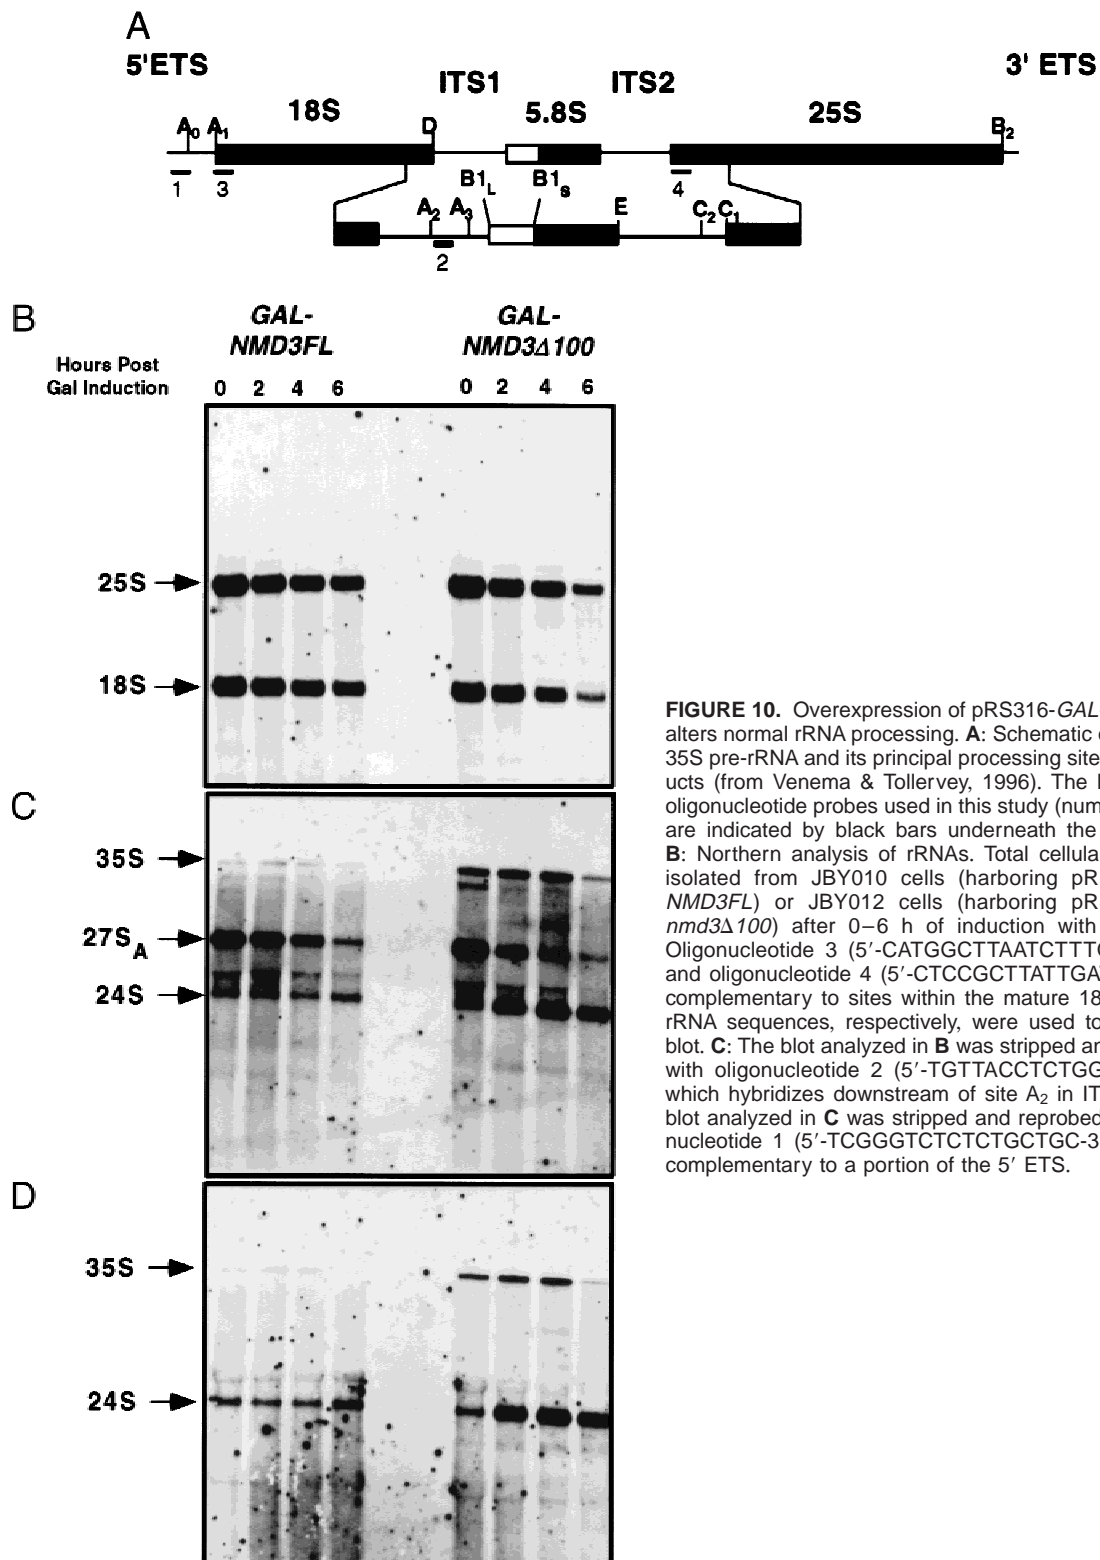 A
5'ETS
3' ETS
ITS1
ITS2
18S
5.8S
25S
A0
A1
D
B2
1
3
4
B1L
B1S
A2
A3
E
C2
C1
2
B
GAL-
NMD3FL
GAL-
NMD3Δ100
Hours Post
Gal Induction
0 2 4 6
0 2 4 6
25S
18S
C
35S
27SA
24S
D
35S
24S
FIGURE 10. Overexpression of pRS316-GAL
alters normal rRNA processing. A: Schematic
35S pre-rRNA and its principal processing site
ucts (from Venema & Tollervey, 1996). The
oligonucleotide probes used in this study (num
are indicated by black bars underneath the
B: Northern analysis of rRNAs. Total cellula
isolated from JBY010 cells (harboring pR
NMD3FL) or JBY012 cells (harboring pR
nmd3Δ100) after 0–6 h of induction with
Oligonucleotide 3 (5′-CATGGCTTAATCTTTG
and oligonucleotide 4 (5′-CTCCGCTTATTGAT
complementary to sites within the mature 18
rRNA sequences, respectively, were used to
blot. C: The blot analyzed in B was stripped an
with oligonucleotide 2 (5′-TGTTACCTCTGG
which hybridizes downstream of site A2 in IT
blot analyzed in C was stripped and reprobed
nucleotide 1 (5′-TCGGGTCTCTCTGCTGC-3
complementary to a portion of the 5′ ETS.